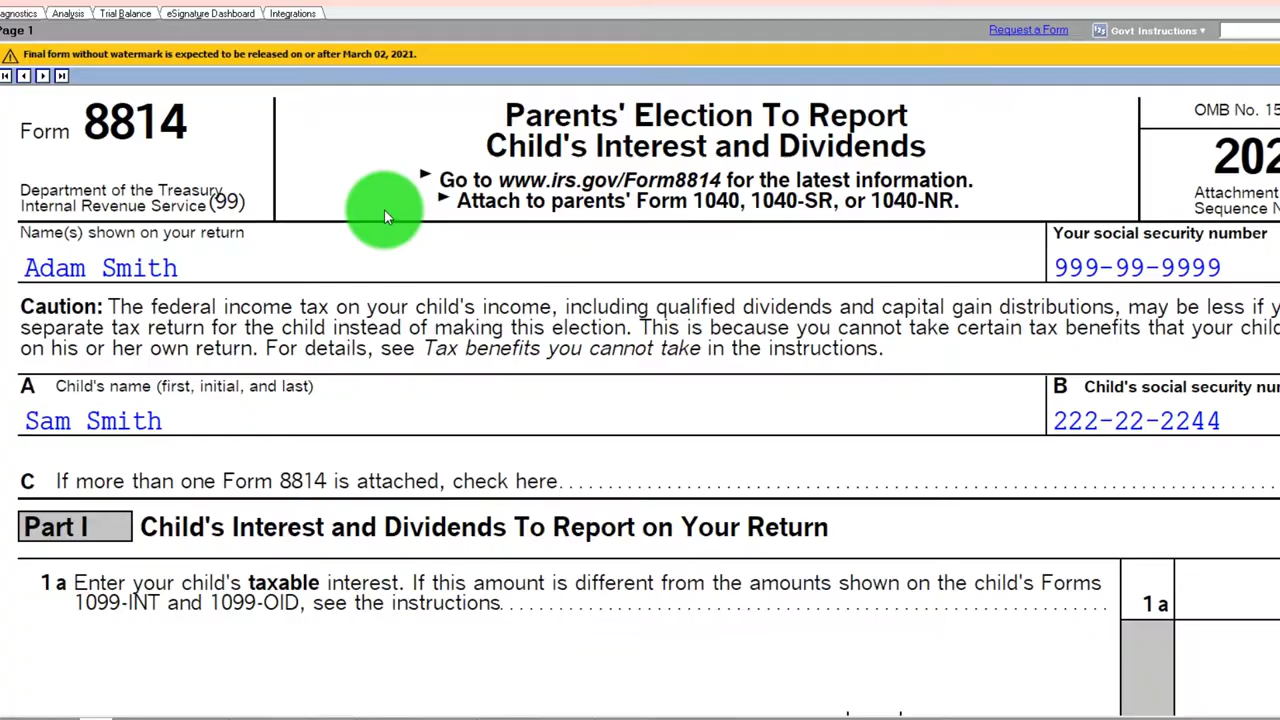 agnostics Analysis Trial Balance eSignature Dashboard Integrations
Page 1 Request a Form Govt Instructions
Final form without watermark is expected to be released on or after March 02, 2021.
Form 8814
Department of the Treasury
Internal Revenue Service (99)
Parents' Election To Report
Child's Interest and Dividends
Go to www.irs.gov/Form8814 for the latest information.
Attach to parents' Form 1040, 1040-SR, or 1040-NR.
OMB No. 15
202
Attachment
Sequence N
Name(s) shown on your return
Adam Smith
Your social security number
999-99-9999
Caution: The federal income tax on your child's income, including qualified dividends and capital gain distributions, may be less if y
separate tax return for the child instead of making this election. This is because you cannot take certain tax benefits that your chil
on his or her own return. For details, see Tax benefits you cannot take in the instructions.
A Child's name (first, initial, and last)
Sam Smith
B Child's social security nu
222-22-2244
C If more than one Form 8814 is attached, check here
Part I Child's Interest and Dividends To Report on Your Return
1a Enter your child's taxable interest. If this amount is different from the amounts shown on the child's Forms
1099-INT and 1099-OID, see the instructions
1a